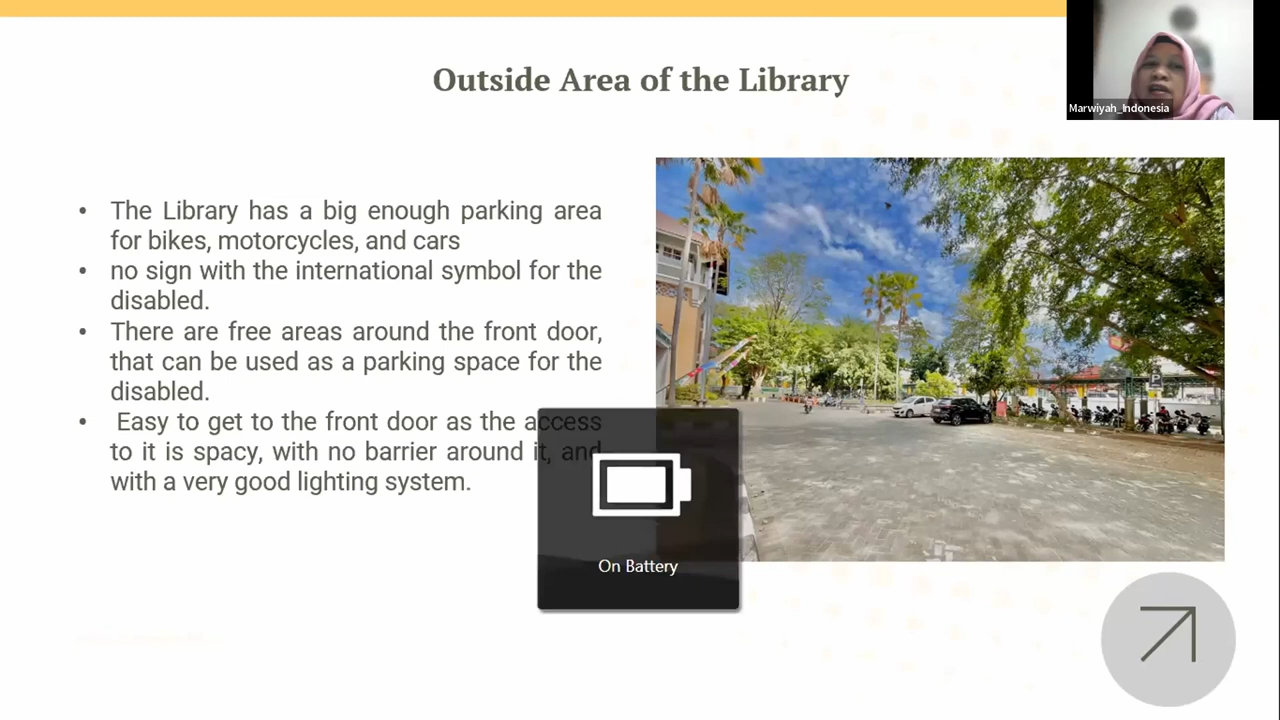 Outside Area of the Library
Marwiyah_Indonesia
• The Library has a big enough parking area
for bikes, motorcycles, and cars
• no sign with the international symbol for the
disabled.
• There are free areas around the front door,
that can be used as a parking space for the
disabled.
• Easy to get to the front door as the access
to it is spacy, with no barrier around it, and
with a very good lighting system.
P
On Battery